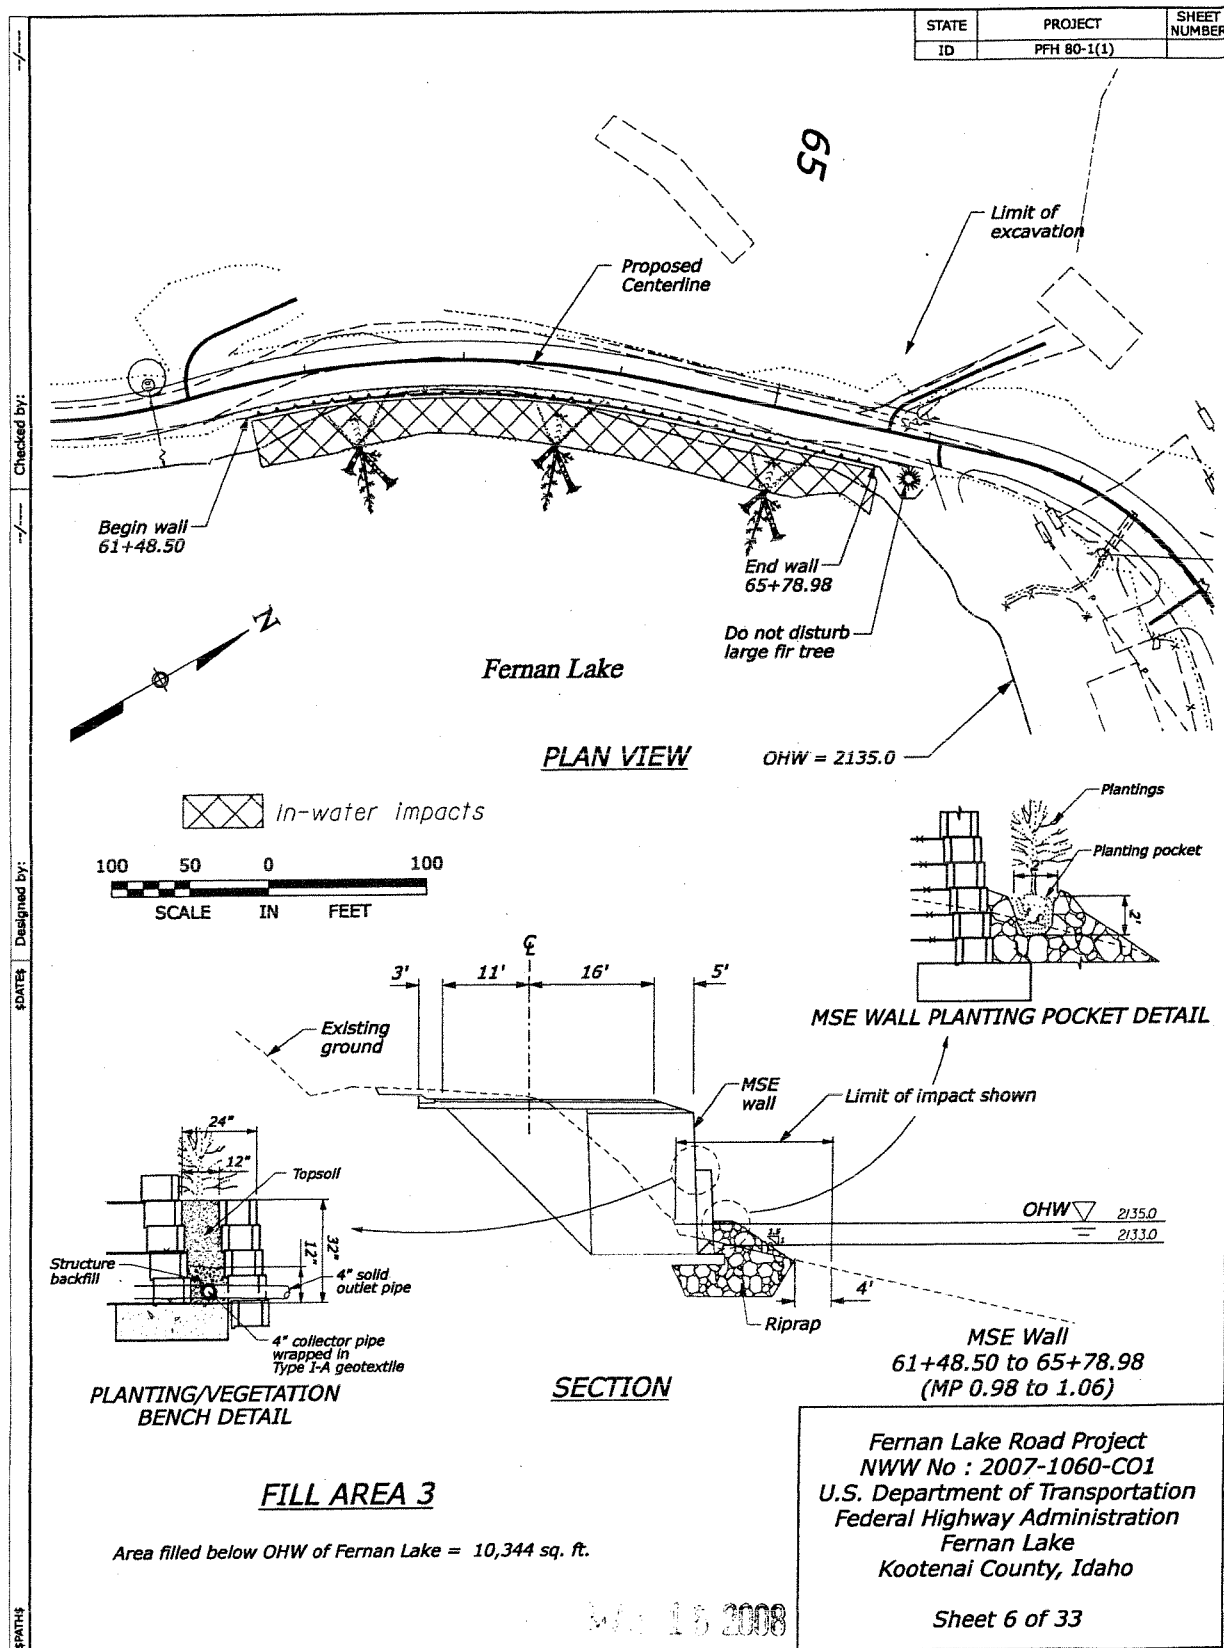 STATE
PROJECT
SHEET
NUMBER
ID
PFH 80-1(1)
65
Limit of
excavation
Proposed
Centerline
Begin wall
61+48.50
End wall
65+78.98
Do not disturb
large fir tree
N
Fernan Lake
PLAN VIEW
OHW = 2135.0
In-water impacts
100 50 0 100
SCALE IN FEET
Plantings
Planting pocket
2'
2'
MSE WALL PLANTING POCKET DETAIL
℄
3' 11' 16' 5'
Existing
ground
MSE
wall
Limit of impact shown
24"
12"
Topsoil
32"
12"
Structure
backfill
4" solid
outlet pipe
4" collector pipe
wrapped in
Type I-A geotextile
PLANTING/VEGETATION
BENCH DETAIL
OHW
2135.0
2133.0
4'
Riprap
SECTION
MSE Wall
61+48.50 to 65+78.98
(MP 0.98 to 1.06)
FILL AREA 3
Area filled below OHW of Fernan Lake = 10,344 sq. ft.
Fernan Lake Road Project
NWW No : 2007-1060-CO1
U.S. Department of Transportation
Federal Highway Administration
Fernan Lake
Kootenai County, Idaho
Sheet 6 of 33
2008
Checked by:
--/----
--/----
Designed by:
$DATE$
$PATH$